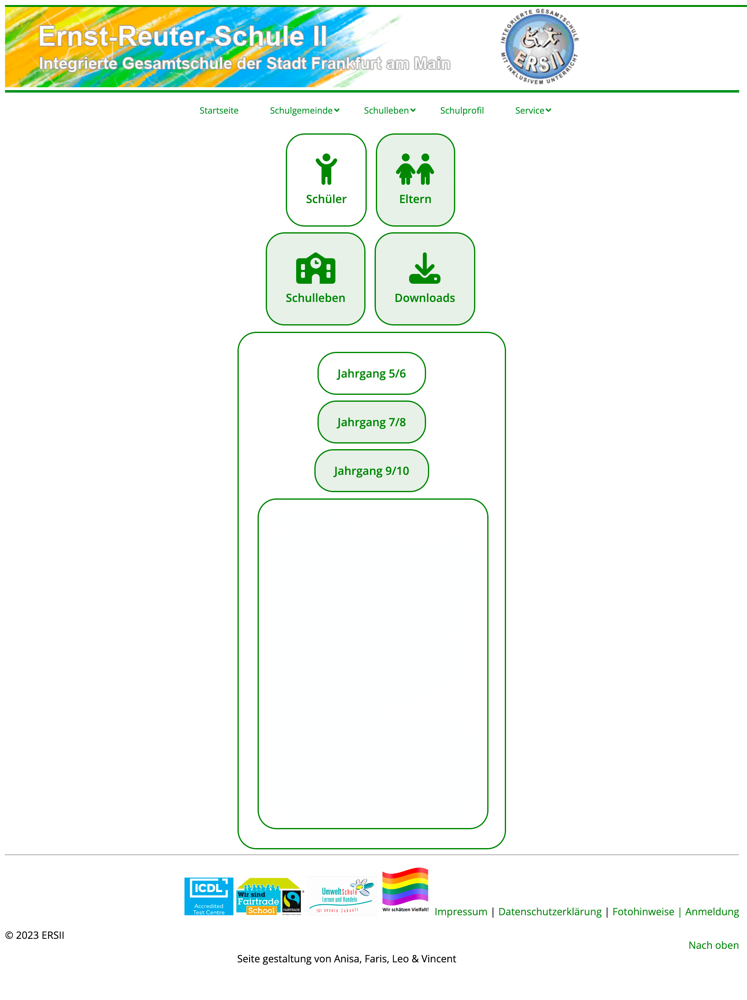 Ernst-Reuter-Schule II
Integrierte Gesamtschule der Stadt Frankfurt am Main
INTEGRIERTE GESAMTSCHULE
ERSII
MIT INKLUSIVEM UNTERRICHT
Startseite Schulgemeinde Schulleben Schulprofil Service
Schüler Eltern
Schulleben Downloads
Jahrgang 5/6
Jahrgang 7/8
Jahrgang 9/10
ICDL
Accredited
Test Centre
Wir sind
Fairtrade
School
FAIRTRADE
UmweltSchule
Lernen und Handeln
für unsere Zukunft
Wir schätzen Vielfalt!
Impressum | Datenschutzerklärung | Fotohinweise | Anmeldung
© 2023 ERSII
Nach oben
Seite gestaltung von Anisa, Faris, Leo & Vincent